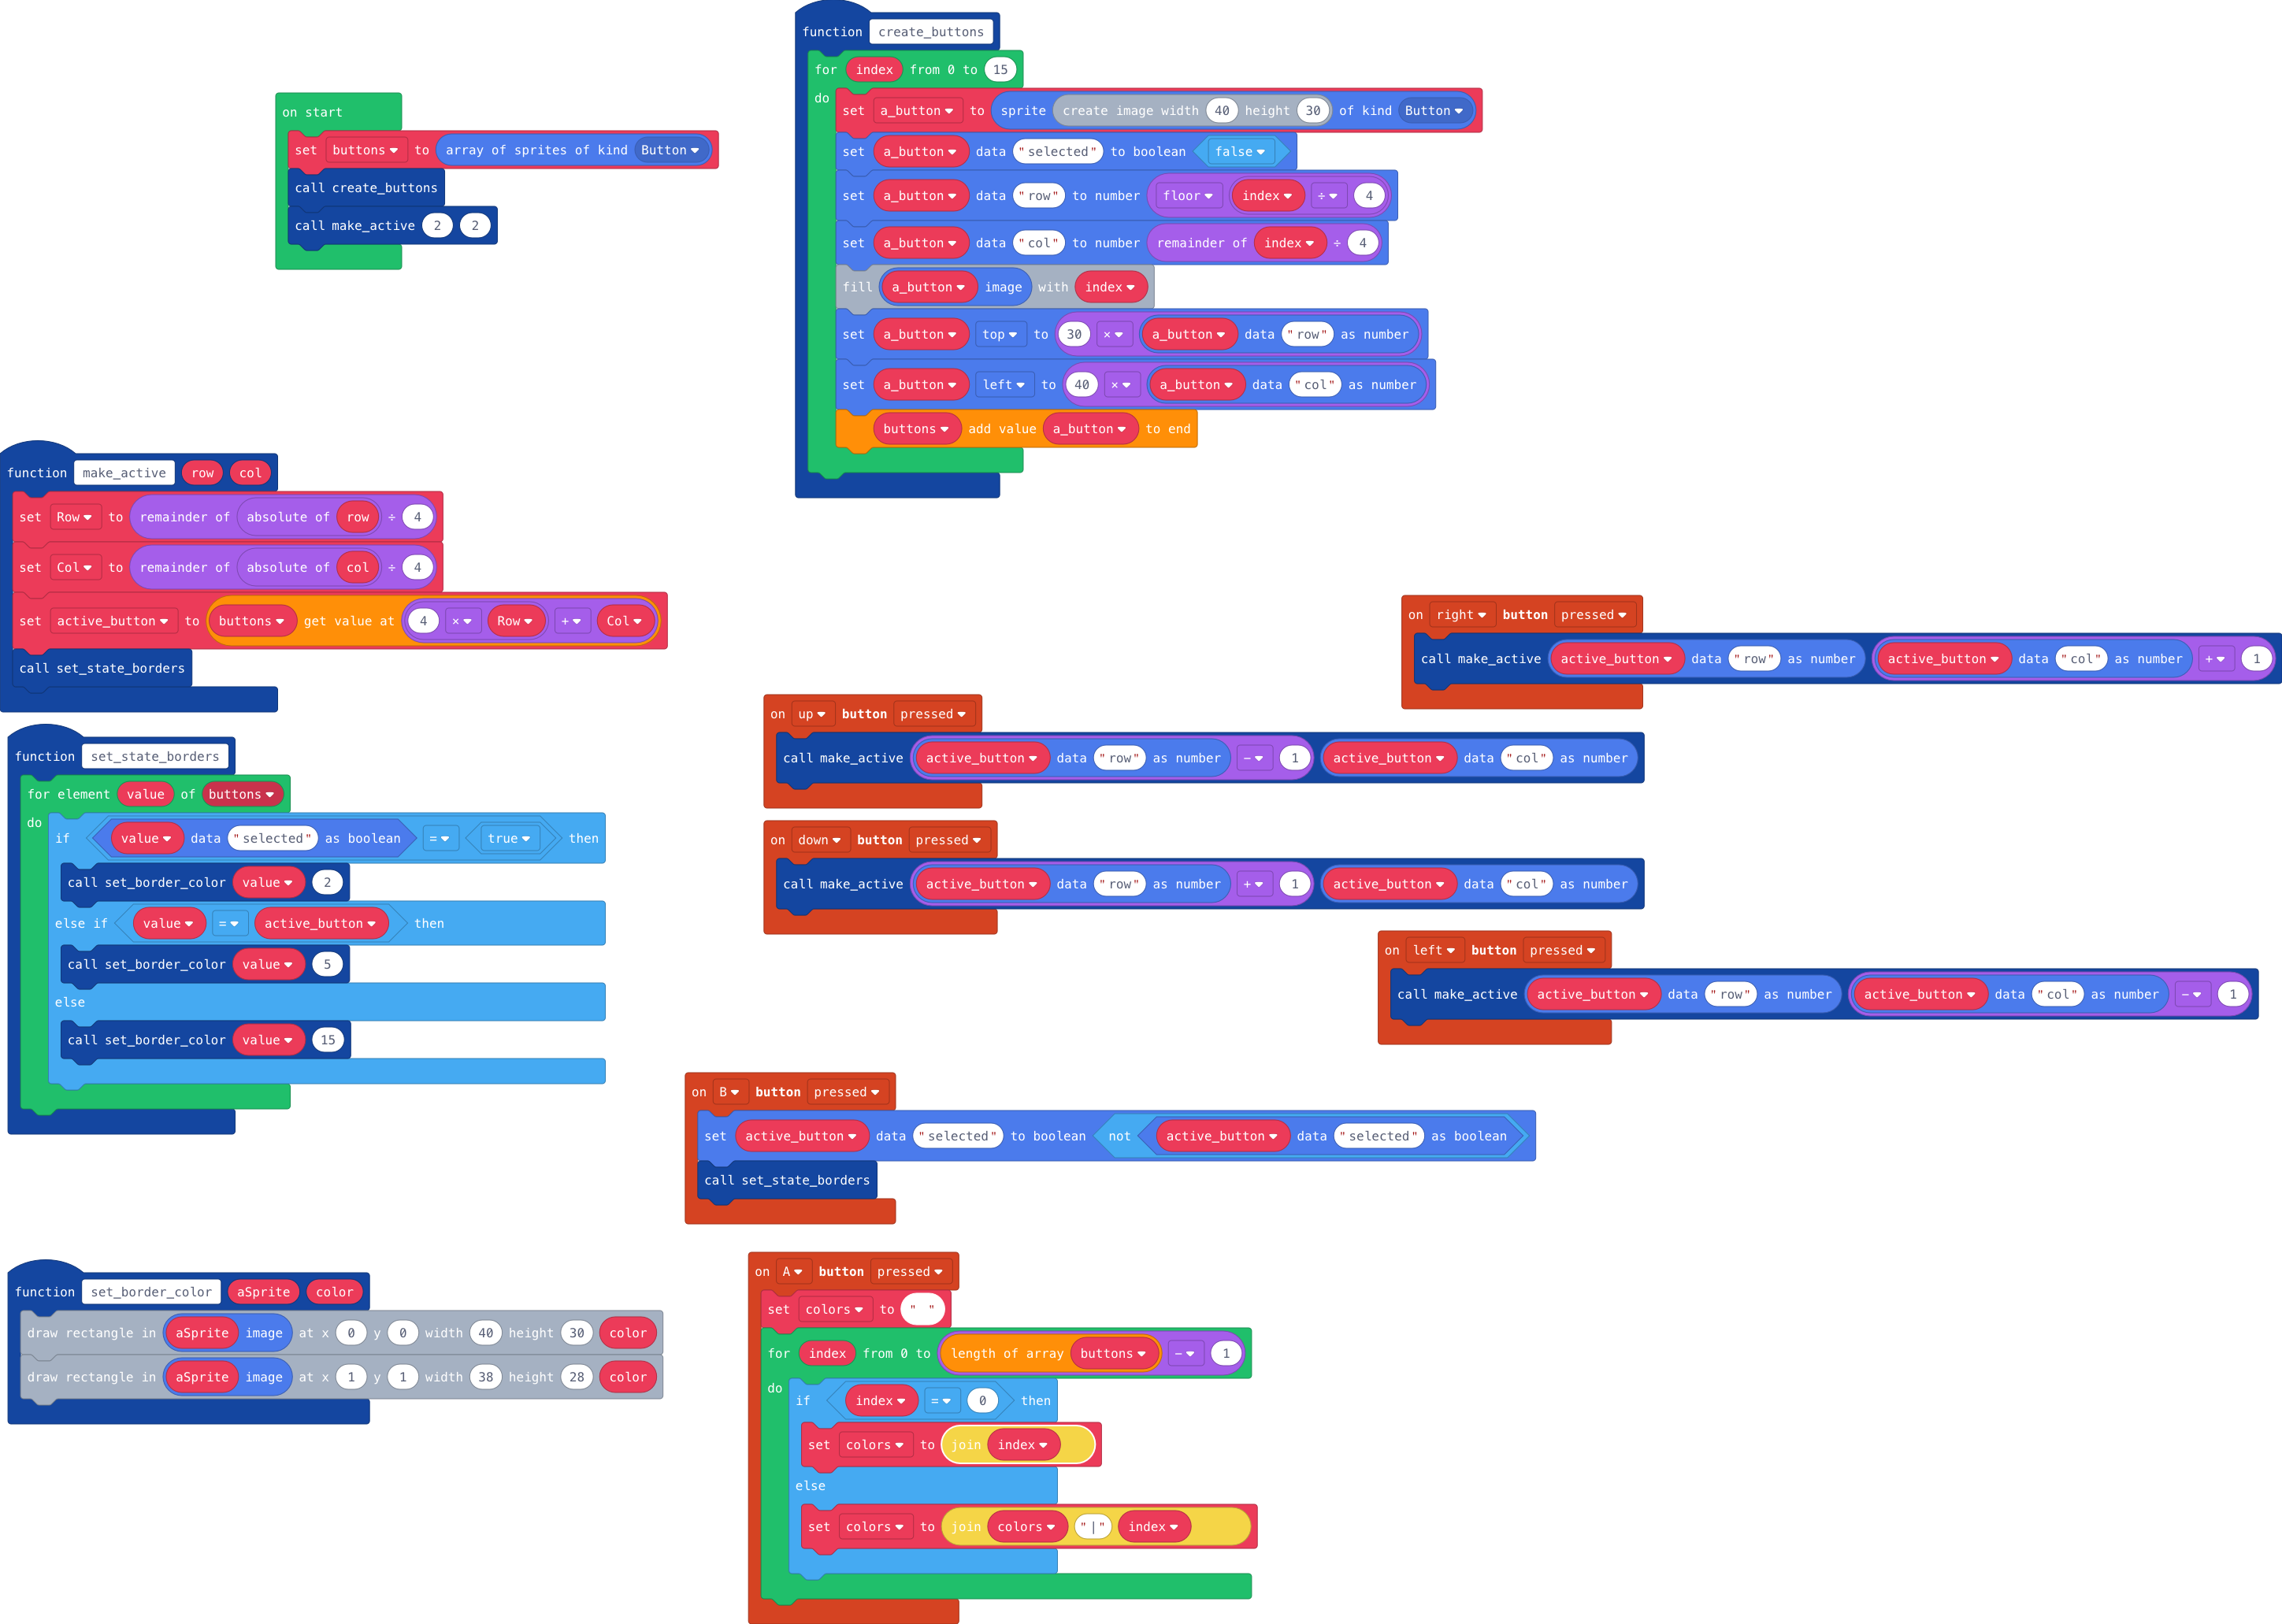 on start
set buttons to array of sprites of kind Button
call create_buttons
call make_active 2 2
function create_buttons
for index from 0 to 15
do
set a_button to sprite create image width 40 height 30 of kind Button
set a_button data "selected" to boolean false
set a_button data "row" to number floor index ÷ 4
set a_button data "col" to number remainder of index ÷ 4
fill a_button image with index
set a_button top to 30 × a_button data "row" as number
set a_button left to 40 × a_button data "col" as number
buttons add value a_button to end
function make_active row col
set Row to remainder of absolute of row ÷ 4
set Col to remainder of absolute of col ÷ 4
set active_button to buttons get value at 4 × Row + Col
call set_state_borders
on right button pressed
call make_active active_button data "row" as number active_button data "col" as number + 1
on up button pressed
call make_active active_button data "row" as number - 1 active_button data "col" as number
on down button pressed
call make_active active_button data "row" as number + 1 active_button data "col" as number
on left button pressed
call make_active active_button data "row" as number active_button data "col" as number - 1
function set_state_borders
for element value of buttons
do
if value data "selected" as boolean = true then
call set_border_color value 2
else if value = active_button then
call set_border_color value 5
else
call set_border_color value 15
on B button pressed
set active_button data "selected" to boolean not active_button data "selected" as boolean
call set_state_borders
function set_border_color aSprite color
draw rectangle in aSprite image at x 0 y 0 width 40 height 30 color
draw rectangle in aSprite image at x 1 y 1 width 38 height 28 color
on A button pressed
set colors to " "
for index from 0 to length of array buttons - 1
do
if index = 0 then
set colors to join index
else
set colors to join colors "|" index